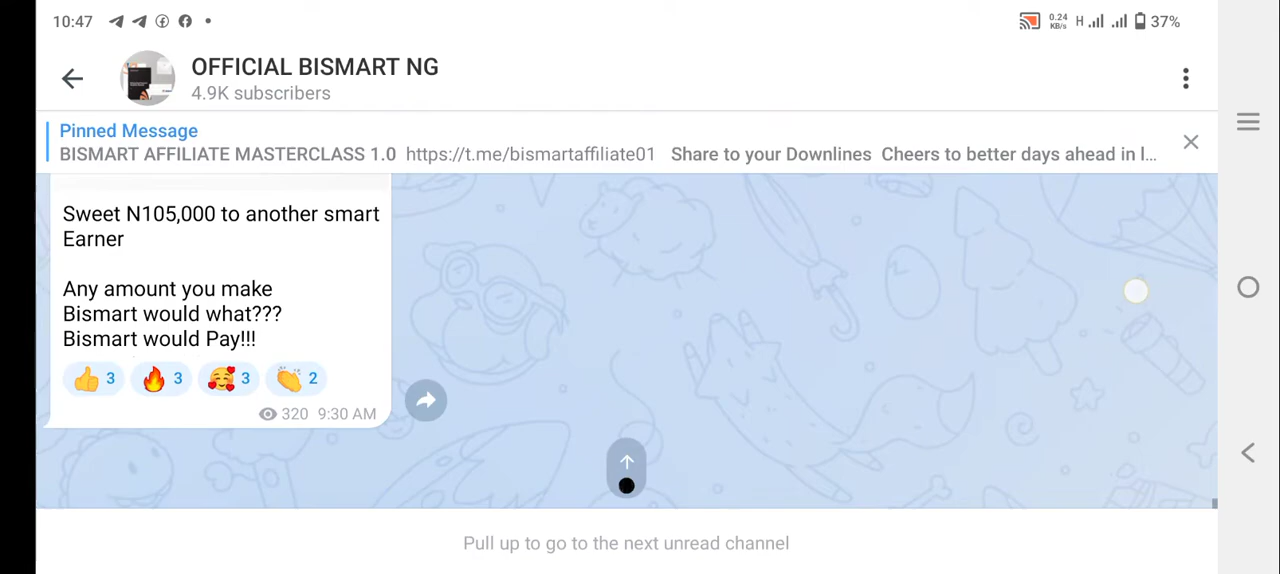 10:47
0.24
KB/s
H
37%
OFFICIAL BISMART NG
4.9K subscribers
Pinned Message
BISMART AFFILIATE MASTERCLASS 1.0 https://t.me/bismartaffiliate01 Share to your Downlines Cheers to better days ahead in l...
Sweet N105,000 to another smart
Earner
Any amount you make
Bismart would what???
Bismart would Pay!!!
3 3 3 2
320 9:30 AM
Pull up to go to the next unread channel